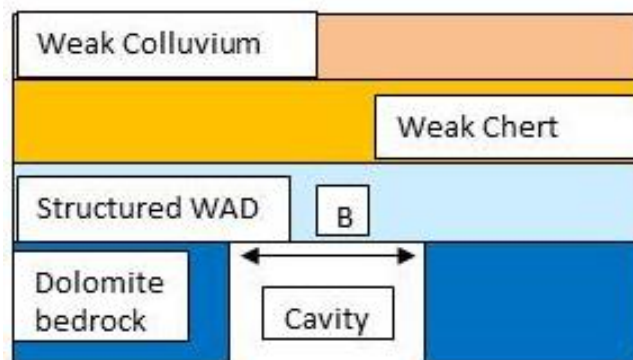 Weak Colluvium
Weak Chert
Structured WAD
B
Dolomite
bedrock
Cavity